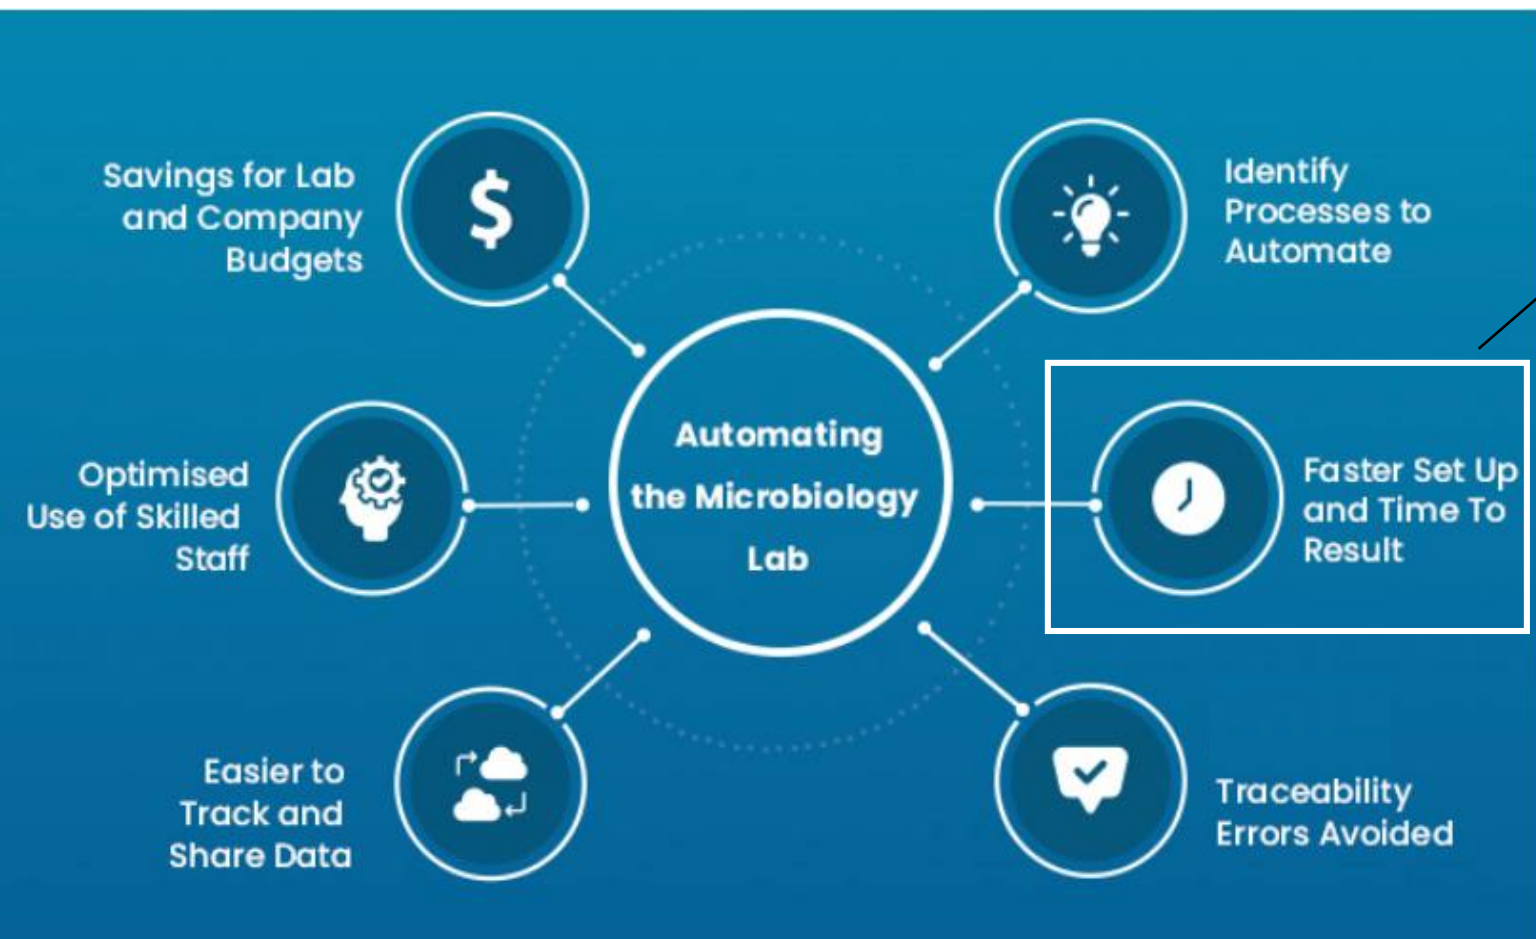 Savings for Lab
and Company
Budgets
Identify
Processes to
Automate
Optimised
Use of Skilled
Staff
Automating
the Microbiology
Lab
Faster Set Up
and Time To
Result
Easier to
Track and
Share Data
Traceability
Errors Avoided